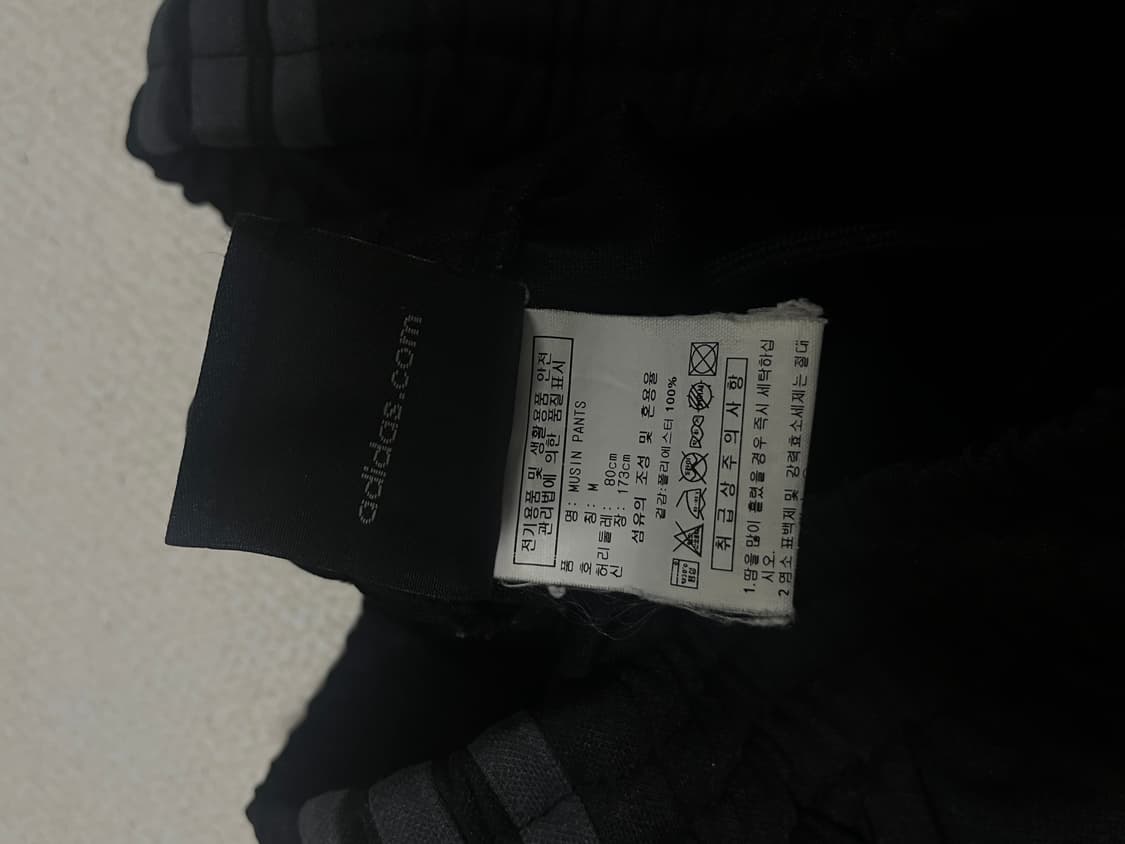 adidas.com
전기용품 및 생활용품 안전
관리법에 의한 품질표시
품 명: MUSIN PANTS
호 칭: M
허리둘레: 80cm
신 장: 173cm
섬유의 조성 및 혼용율
겉감:폴리에스터 100%
취급상주의사항
1.땀을 많이 흘렸을 경우 즉시 세탁하십
시오.
2 염소 표백제 및 강력효소세제는 절대